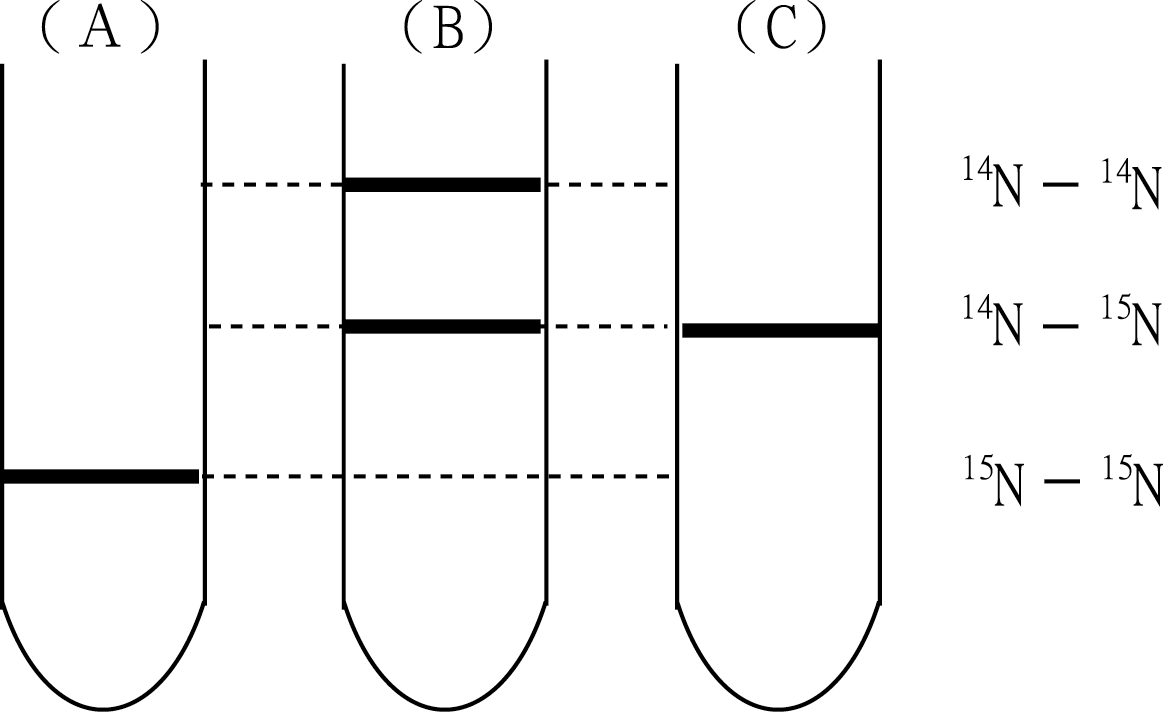 (A) (B) (C)
¹⁴N — ¹⁴N
¹⁴N — ¹⁵N
¹⁵N — ¹⁵N